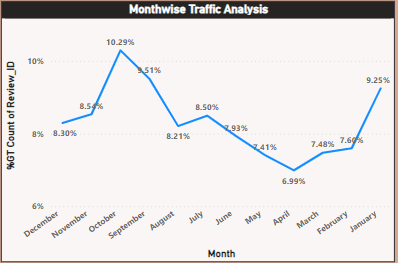 Monthwise Traffic Analysis
%GT Count of Review_ID
10%
8%
6%
8.30%
8.54%
10.29%
9.51%
8.21%
8.50%
7.93%
7.41%
6.99%
7.48%
7.60%
9.25%
December
November
October
September
August
July
June
May
April
March
February
January
Month